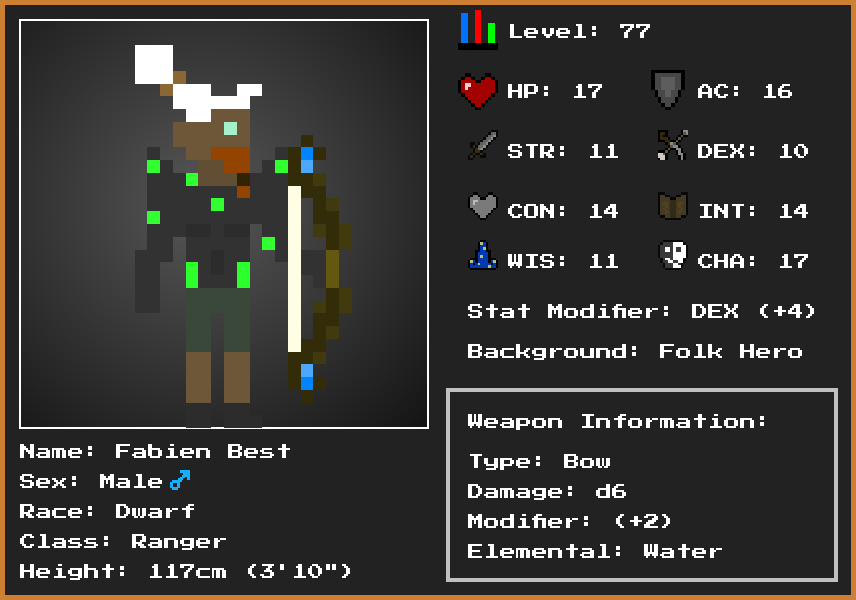 Level: 77
HP: 17
AC: 16
STR: 11
DEX: 10
CON: 14
INT: 14
WIS: 11
CHA: 17
Stat Modifier: DEX (+4)
Background: Folk Hero
Weapon Information:
Type: Bow
Damage: d6
Modifier: (+2)
Elemental: Water
Name: Fabien Best
Sex: Male ♂
Race: Dwarf
Class: Ranger
Height: 117cm (3'10")